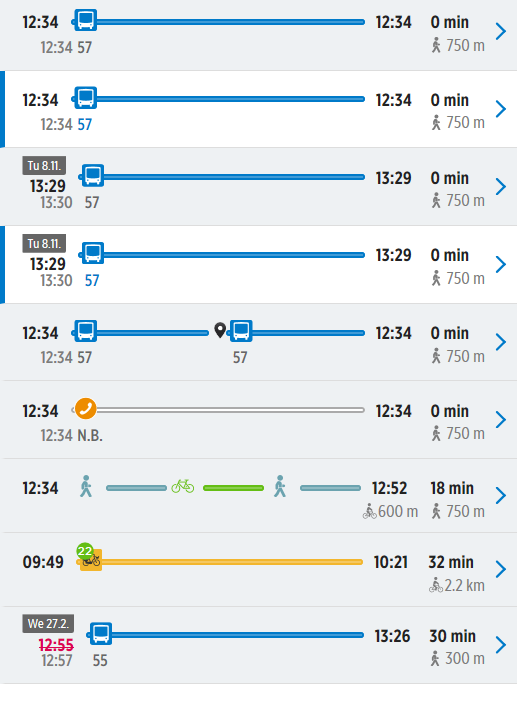 12:34 12:34 0 min
12:34 57 750 m
12:34 12:34 0 min
12:34 57 750 m
Tu 8.11.
13:29 13:29 0 min
13:30 57 750 m
Tu 8.11.
13:29 13:29 0 min
13:30 57 750 m
12:34 12:34 0 min
12:34 57 57 750 m
12:34 12:34 0 min
12:34 N.B. 750 m
12:34 12:52 18 min
600 m 750 m
22
09:49 10:21 32 min
2.2 km
We 27.2.
12:55 13:26 30 min
12:57 55 300 m